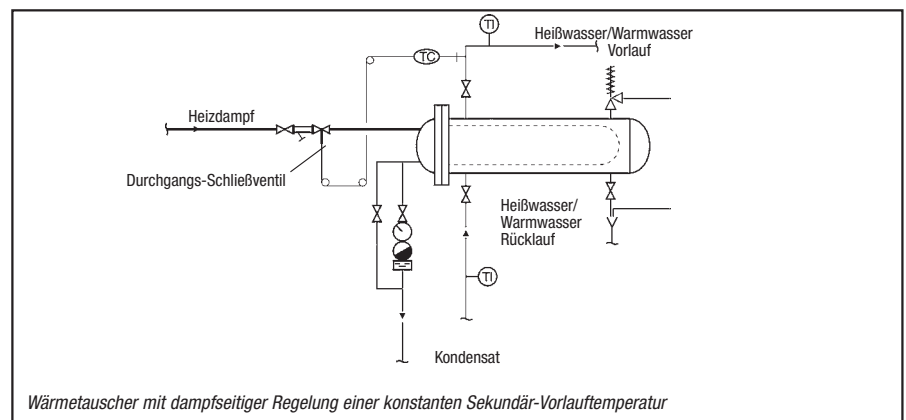 TI
Heißwasser/Warmwasser
Vorlauf
TC
Heizdampf
Durchgangs-Schließventil
Heißwasser/
Warmwasser
Rücklauf
TI
Kondensat
Wärmetauscher mit dampfseitiger Regelung einer konstanten Sekundär-Vorlauftemperatur